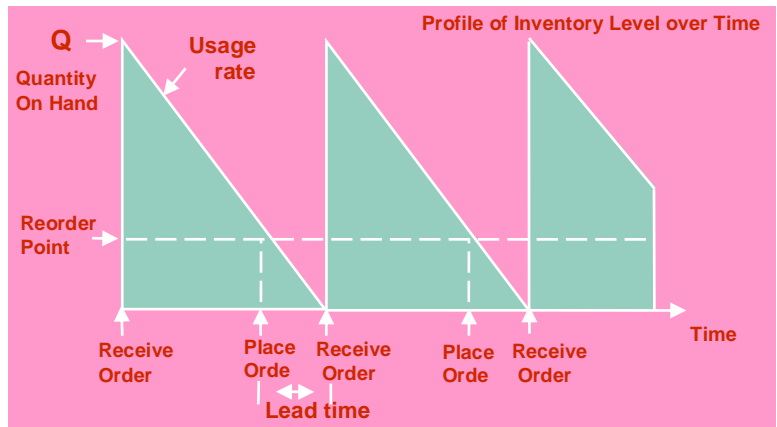 Profile of Inventory Level over Time
Q
Usage
rate
Quantity
On Hand
Reorder
Point
Time
Receive
Order
Place
Orde
Receive
Order
Place
Orde
Receive
Order
Lead time